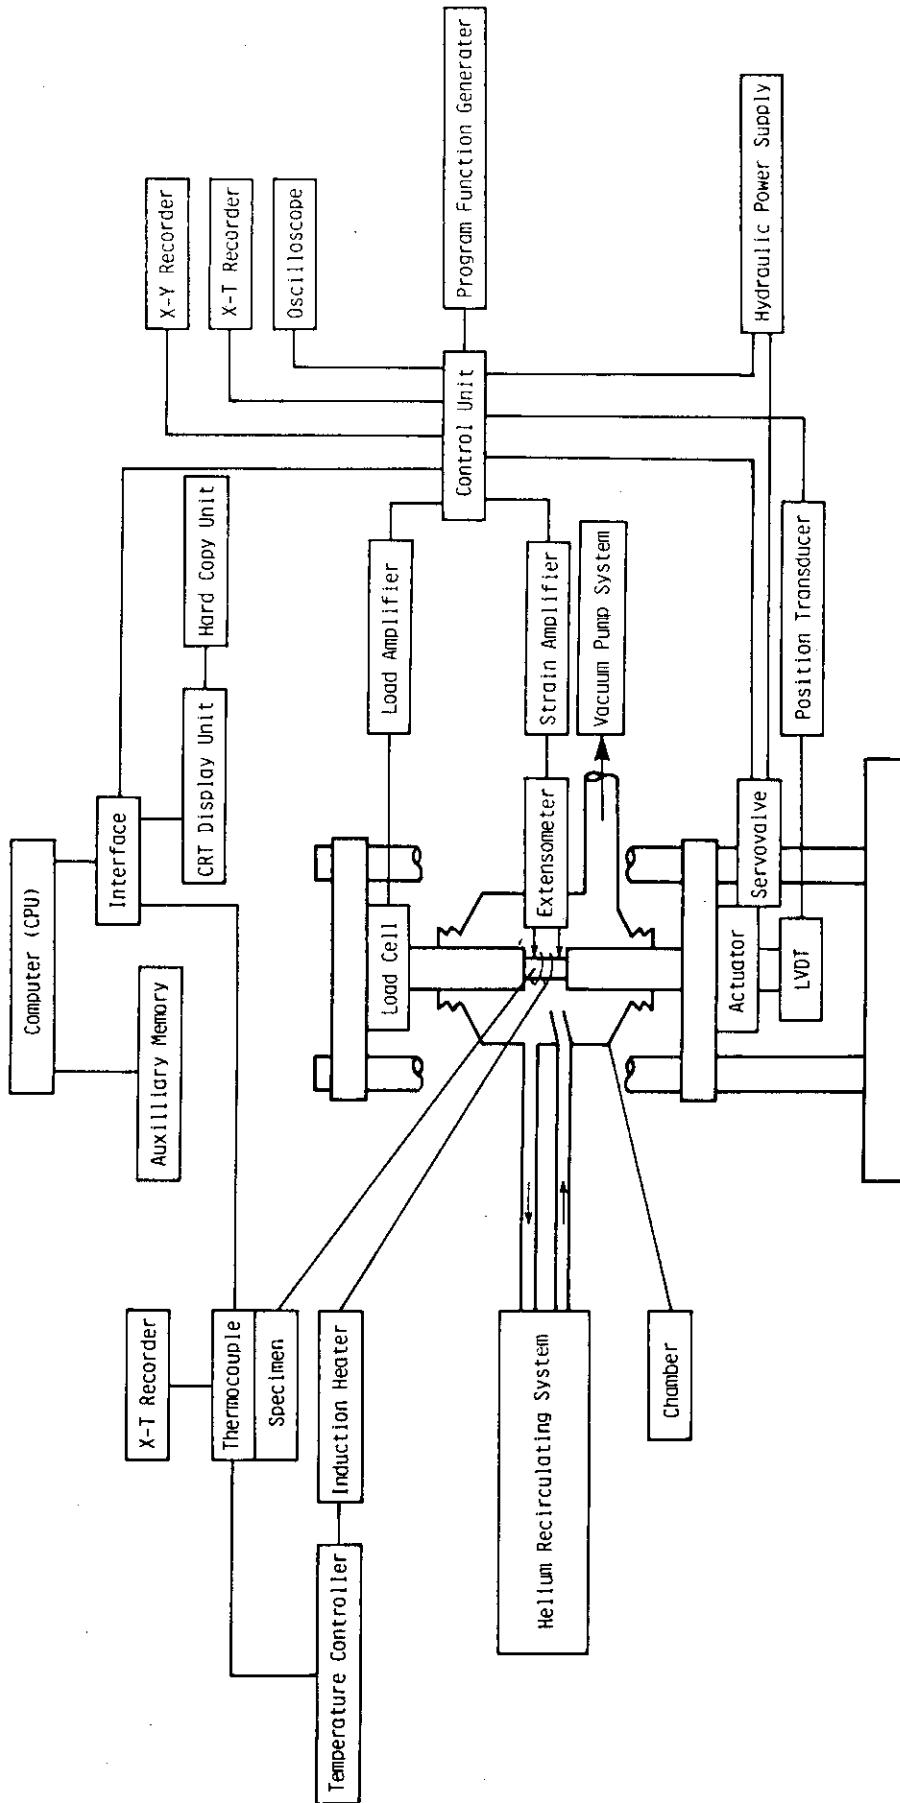 Computer (CPU)
Auxilliary Memory
Interface
CRT Display Unit
Hard Copy Unit
X-Y Recorder
X-T Recorder
Oscilloscope
X-T Recorder
Thermocouple
Specimen
Temperature Controller
Induction Heater
Load Cell
Load Amplifier
Control Unit
Program Function Generater
Helium Recirculating System
Extensometer
Strain Amplifier
Vacuum Pump System
Chamber
Actuator
Servovalve
LVDT
Position Transducer
Hydraulic Power Supply